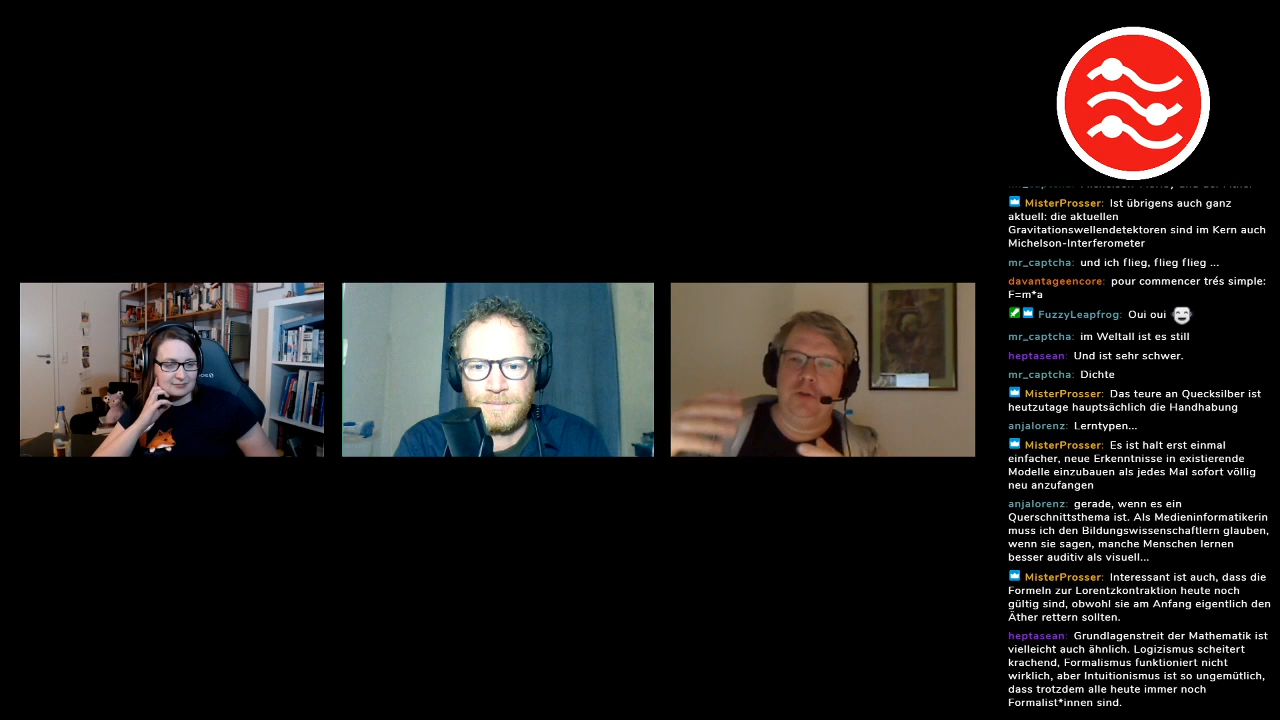 MisterProsser: Ist übrigens auch ganz
aktuell: die aktuellen
Gravitationswellendetektoren sind im Kern auch
Michelson-Interferometer
mr_captcha: und ich flieg, flieg flieg ...
davantageencore: pour commencer trés simple:
F=m*a
FuzzyLeapfrog: Oui oui
mr_captcha: im Weltall ist es still
heptasean: Und ist sehr schwer.
mr_captcha: Dichte
MisterProsser: Das teure an Quecksilber ist
heutzutage hauptsächlich die Handhabung
anjalorenz: Lerntypen...
MisterProsser: Es ist halt erst einmal
einfacher, neue Erkenntnisse in existierende
Modelle einzubauen als jedes Mal sofort völlig
neu anzufangen
anjalorenz: gerade, wenn es ein
Querschnittsthema ist. Als Medieninformatikerin
muss ich den Bildungswissenschaftlern glauben,
wenn sie sagen, manche Menschen lernen
besser auditiv als visuell...
MisterProsser: Interessant ist auch, dass die
Formeln zur Lorentzkontraktion heute noch
gültig sind, obwohl sie am Anfang eigentlich den
Äther rettern sollten.
heptasean: Grundlagenstreit der Mathematik ist
vielleicht auch ähnlich. Logizismus scheitert
krachend, Formalismus funktioniert nicht
wirklich, aber Intuitionismus ist so ungemütlich,
dass trotzdem alle heute immer noch
Formalist*innen sind.